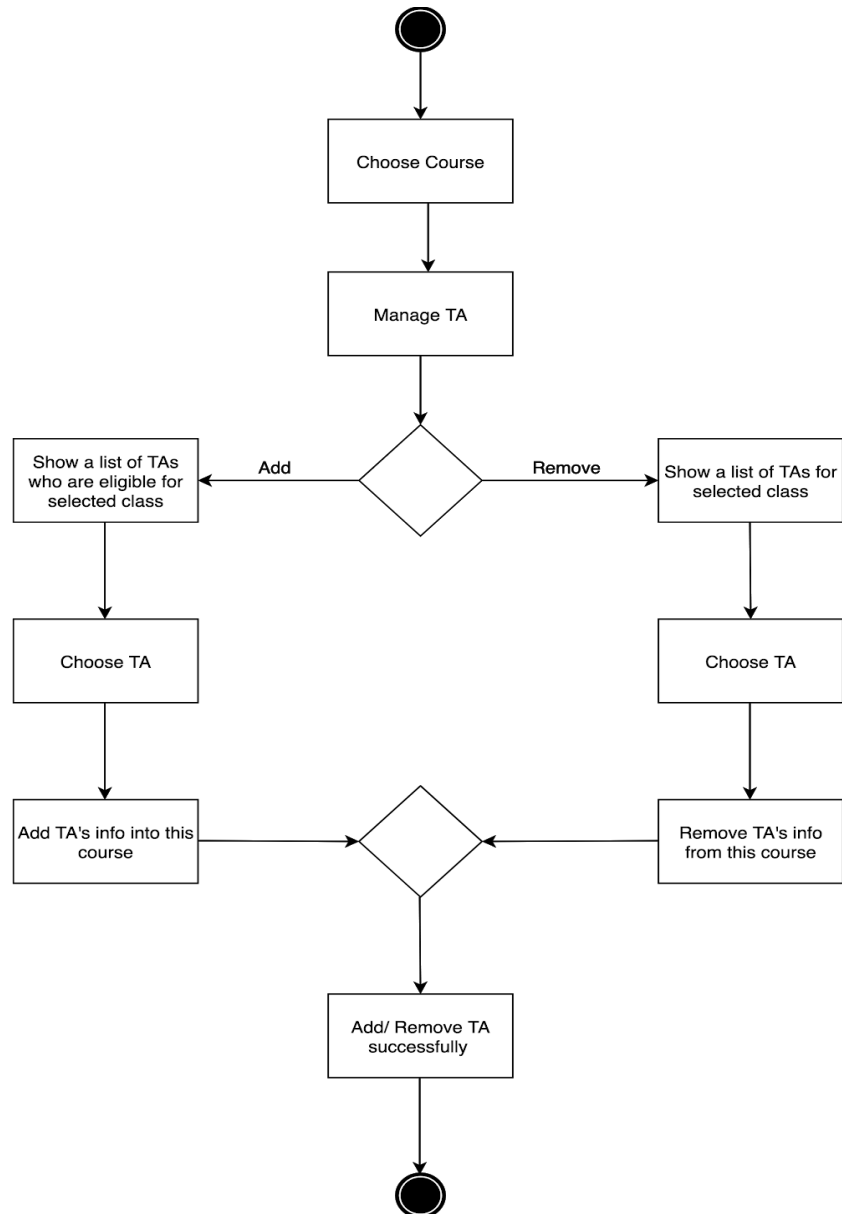 Choose Course
Manage TA
Add
Remove
Show a list of TAs
who are eligible for
selected class
Show a list of TAs for
selected class
Choose TA
Choose TA
Add TA's info into this
course
Remove TA's info
from this course
Add/ Remove TA
successfully